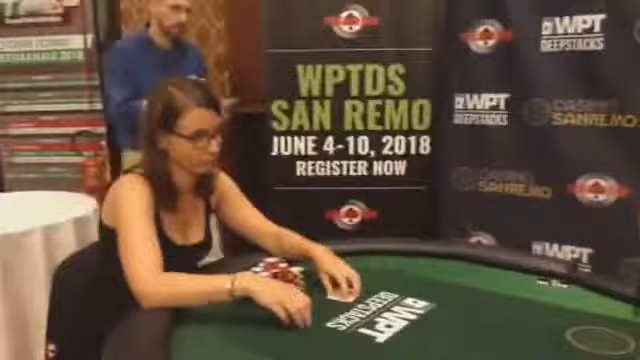 WPTDS
SAN REMO
JUNE 4-10, 2018
REGISTER NOW
WPT
DEEPSTACKS
WPT
DEEPSTACKS
CASINO
SANREMO
SANREMO
WPT
WPT
DEEPSTACKS